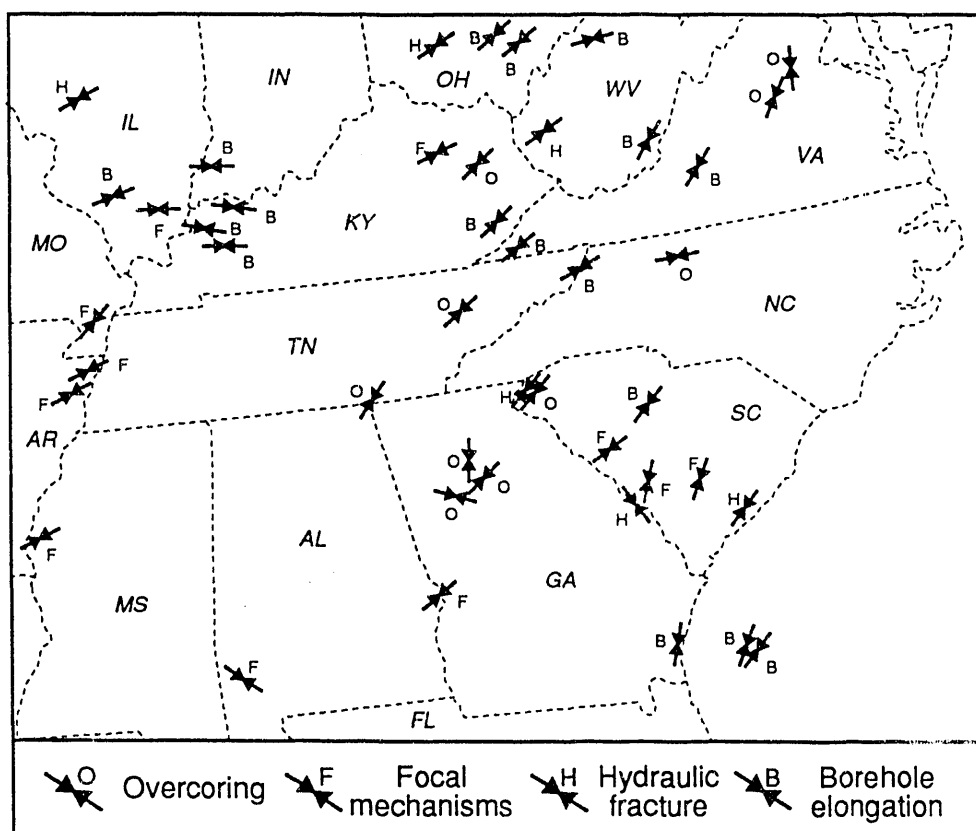 H
B
B
B
O
IN
OH
WV
H
O
IL
F
H
B
VA
B
O
B
B
F
B
KY
B
MO
B
B
B
O
B
F
O
NC
TN
F
F
O
H
O
B
SC
AR
F
O
O
F
F
O
H
H
F
AL
GA
MS
F
B
B
B
F
FL
O Overcoring
F Focal mechanisms
H Hydraulic fracture
B Borehole elongation